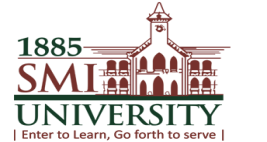 1885
SMI
UNIVERSITY
| Enter to Learn, Go forth to serve |